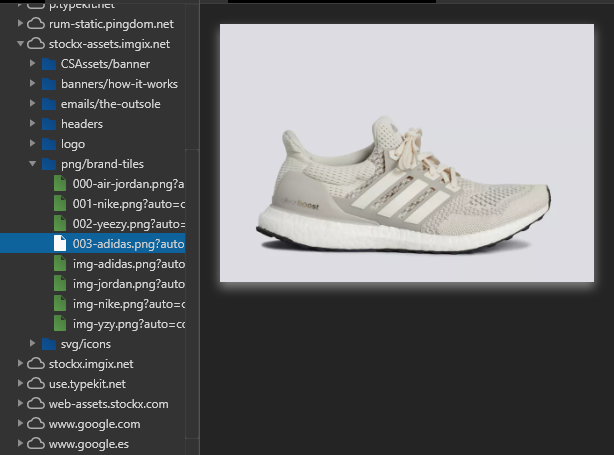 p.typekit.net
rum-static.pingdom.net
stockx-assets.imgix.net
CSAssets/banner
banners/how-it-works
emails/the-outsole
headers
logo
png/brand-tiles
000-air-jordan.png?a
001-nike.png?auto=c
002-yeezy.png?auto=
003-adidas.png?auto
img-adidas.png?auto
img-jordan.png?auto=
img-nike.png?auto=cc
img-yzy.png?auto=cc
svg/icons
stockx.imgix.net
use.typekit.net
web-assets.stockx.com
www.google.com
www.google.es